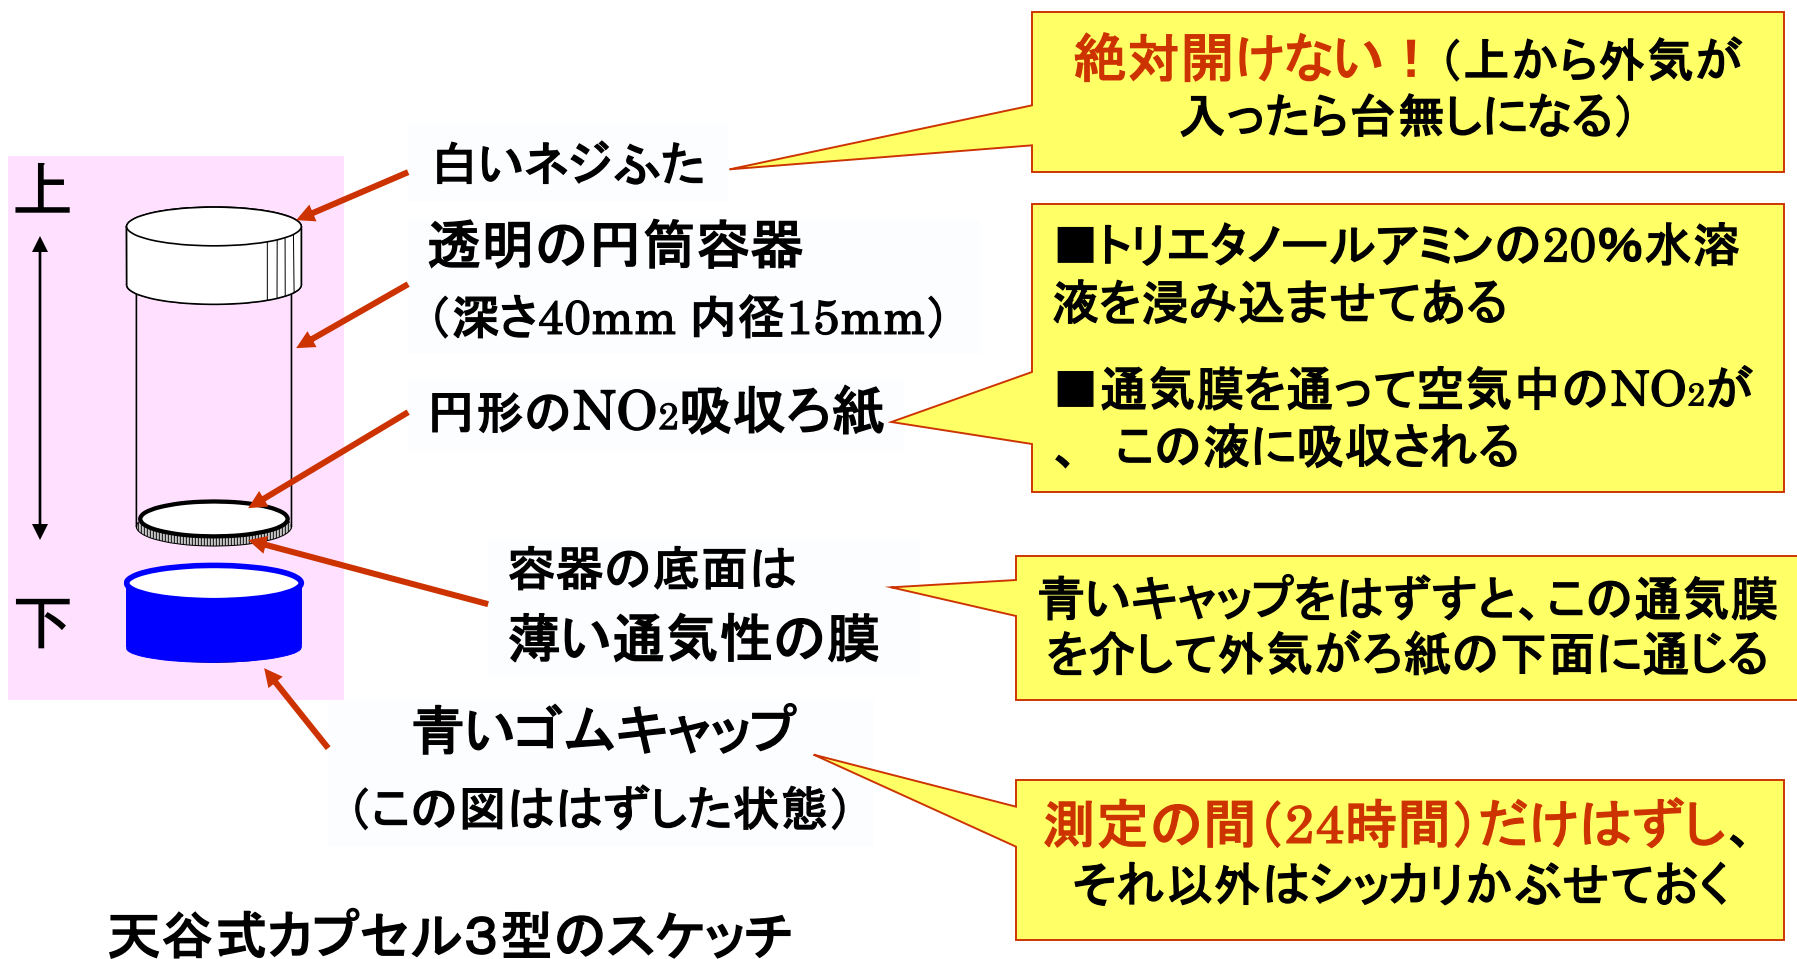 絶対開けない！（上から外気が
入ったら台無しになる）
白いネジふた
上
透明の円筒容器
（深さ40mm 内径15mm）
■トリエタノールアミンの20%水溶
液を浸み込ませてある
■通気膜を通って空気中のNO₂が
、 この液に吸収される
円形のNO₂吸収ろ紙
容器の底面は
薄い通気性の膜
青いキャップをはずすと、この通気膜
を介して外気がろ紙の下面に通じる
下
青いゴムキャップ
（この図ははずした状態）
測定の間（24時間）だけはずし、
それ以外はシッカリかぶせておく
天谷式カプセル３型のスケッチ